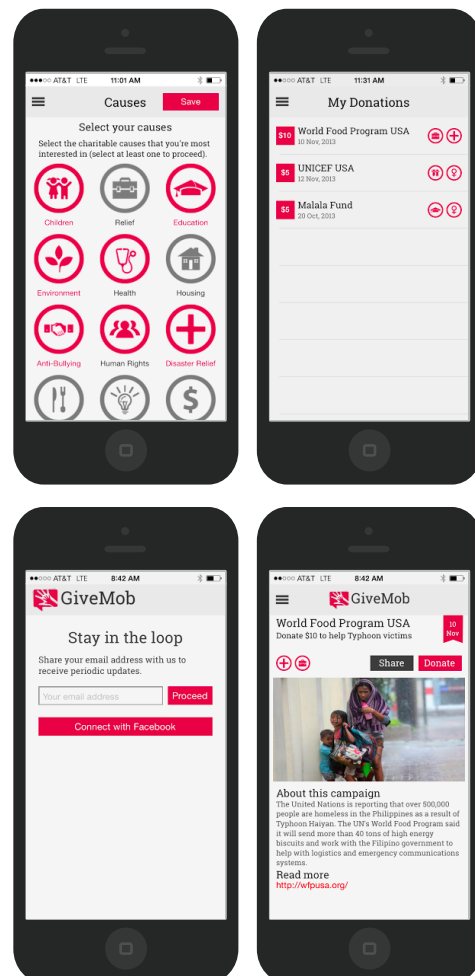 AT&T LTE 11:01 AM
Causes Save
Select your causes
Select the charitable causes that you're most
interested in (select at least one to proceed).
Children Relief Education
Environment Health Housing
Anti-Bullying Human Rights Disaster Relief
$
AT&T LTE 11:31 AM
My Donations
$10 World Food Program USA
10 Nov, 2013
$5 UNICEF USA
12 Nov, 2013
$5 Malala Fund
20 Oct, 2013
AT&T LTE 8:42 AM
GiveMob
Stay in the loop
Share your email address with us to
receive periodic updates.
Your email address Proceed
Connect with Facebook
AT&T LTE 8:42 AM
GiveMob
World Food Program USA 10
Donate $10 to help Typhoon victims Nov
Share Donate
About this campaign
The United Nations is reporting that over 500,000
people are homeless in the Philippines as a result of
Typhoon Haiyan. The UN's World Food Program said
it will send more than 40 tons of high energy
biscuits and work with the Filipino government to
help with logistics and emergency communications
systems.
Read more
http://wfpusa.org/